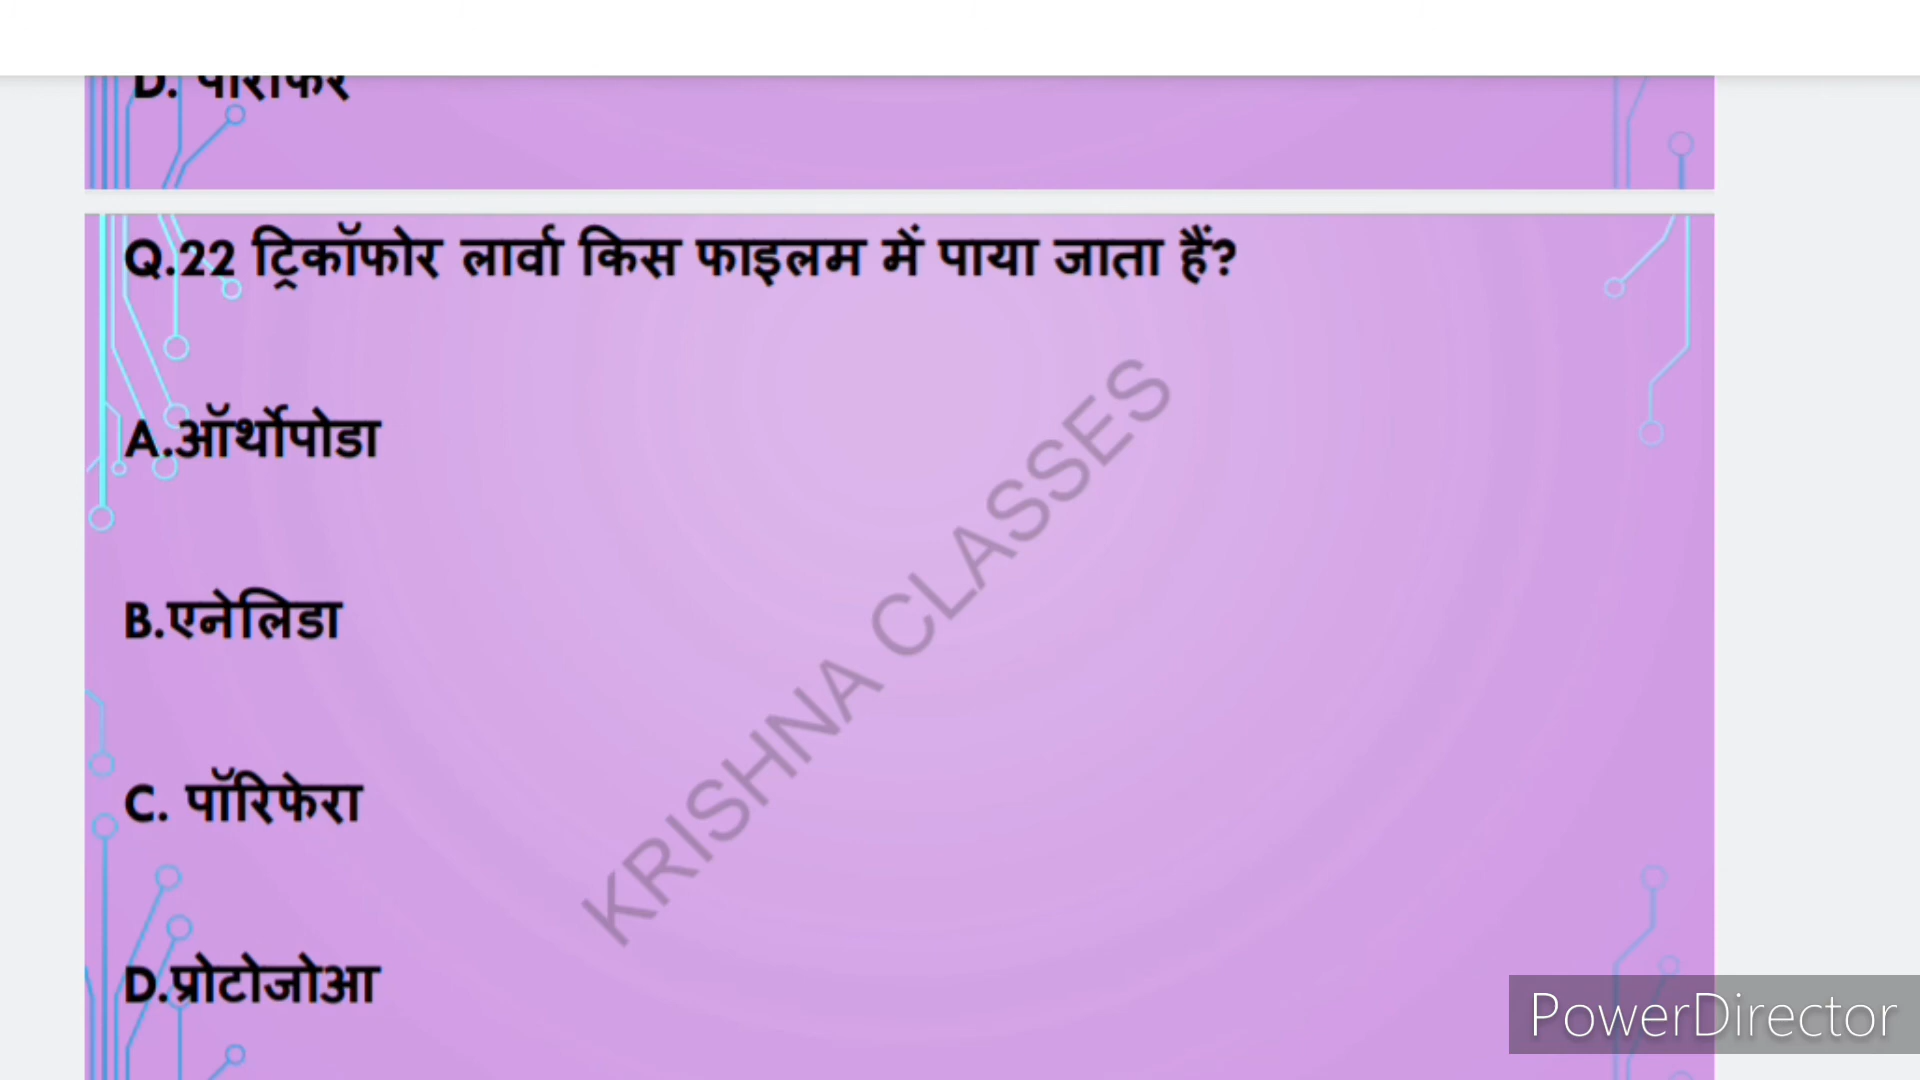 D. पोरिफेर
Q.22 ट्रिकॉफोर लार्वा किस फाइलम में पाया जाता हैं?
A.ऑर्थोपोडा
B.एनेलिडा
C. पॉरिफेरा
D.प्रोटोजोआ
KRISHNA CLASSES
PowerDirector